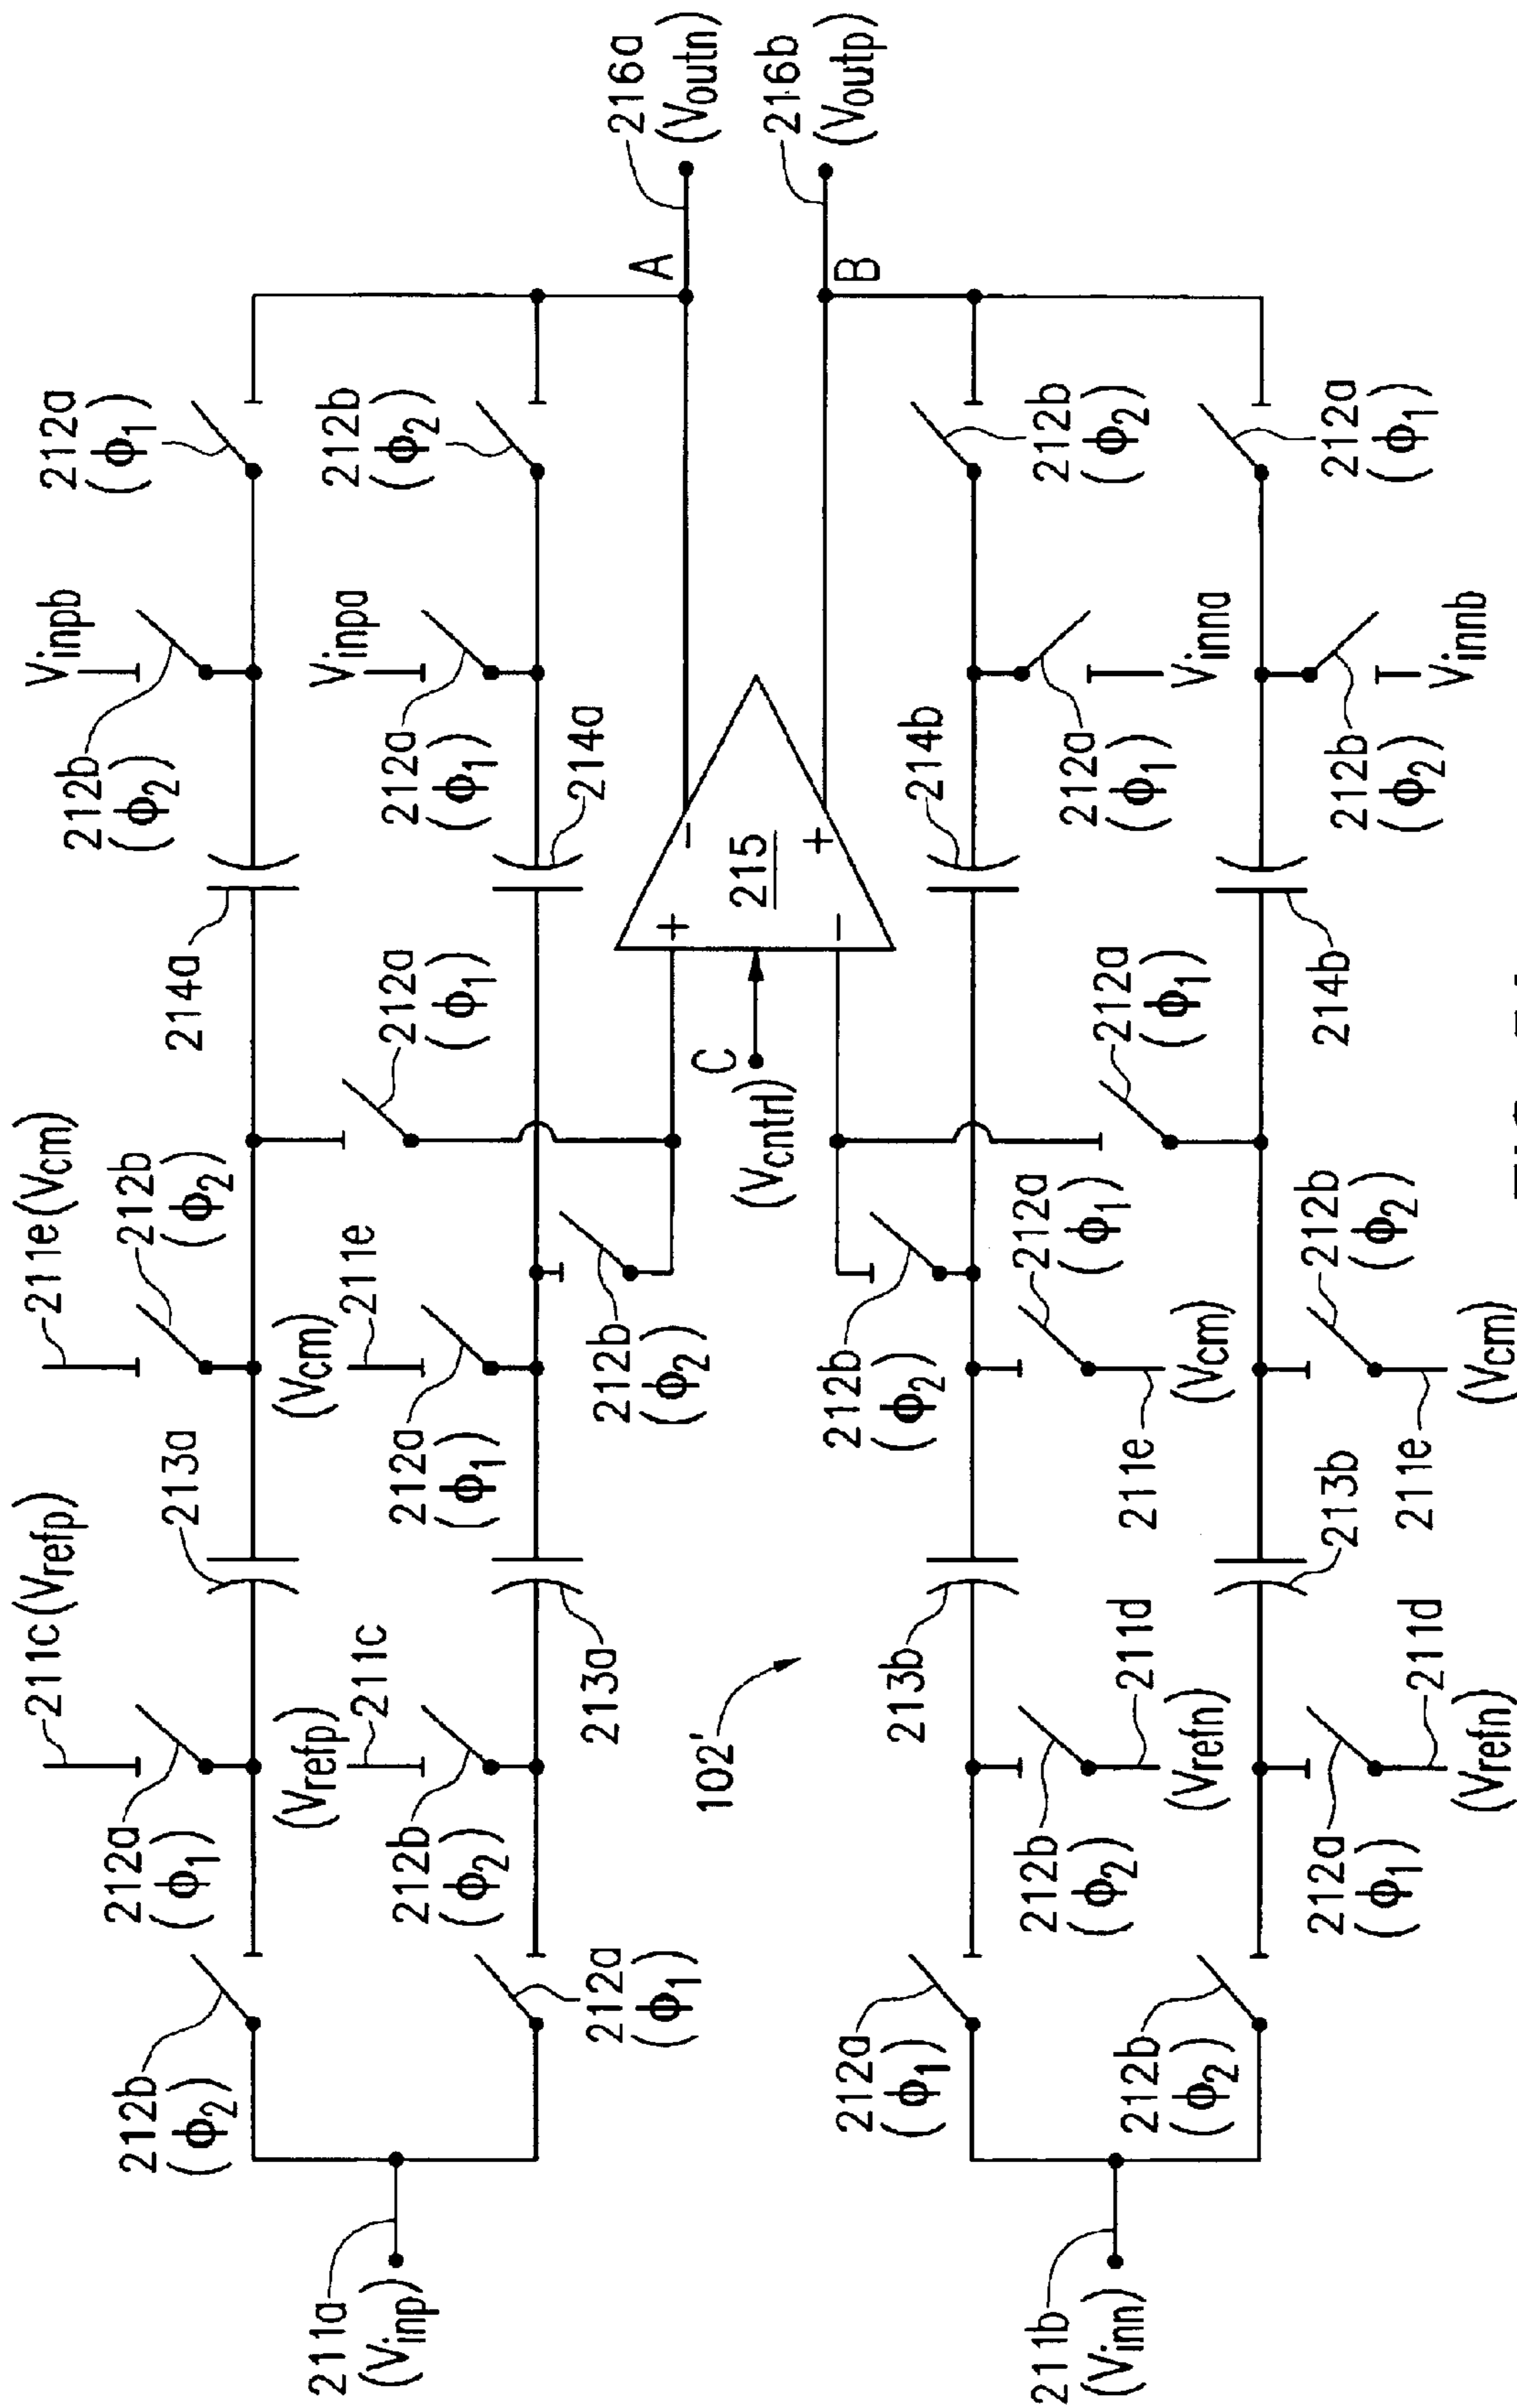 211c(Vrefp)
211e(Vcm)
Vinpb
212a
(ϕ1)
212b
(ϕ2)
213a
212b
(ϕ2)
214a
212b
(ϕ2)
212a
(ϕ1)
211a
(Vinp)
(Vrefp)
211c
212b
(ϕ2)
(Vcm)
211e
212a
(ϕ1)
212a
(ϕ1)
Vinpa
212a
(ϕ1)
212b
(ϕ2)
212a
(ϕ1)
213a
212b
(ϕ2)
214a
A
216a
(Voutn)
102'
C
(Vcntrl)
+
-
215
-
+
B
216b
(Voutp)
212a
(ϕ1)
213b
212b
(ϕ2)
214b
212b
(ϕ2)
211b
(Vinn)
212b
(ϕ2)
211d
(Vrefn)
212a
(ϕ1)
211e
(Vcm)
212a
(ϕ1)
212a
(ϕ1)
Vinna
212b
(ϕ2)
212a
(ϕ1)
211d
(Vrefn)
213b
212b
(ϕ2)
211e
(Vcm)
214b
212b
(ϕ2)
Vinnb
212a
(ϕ1)